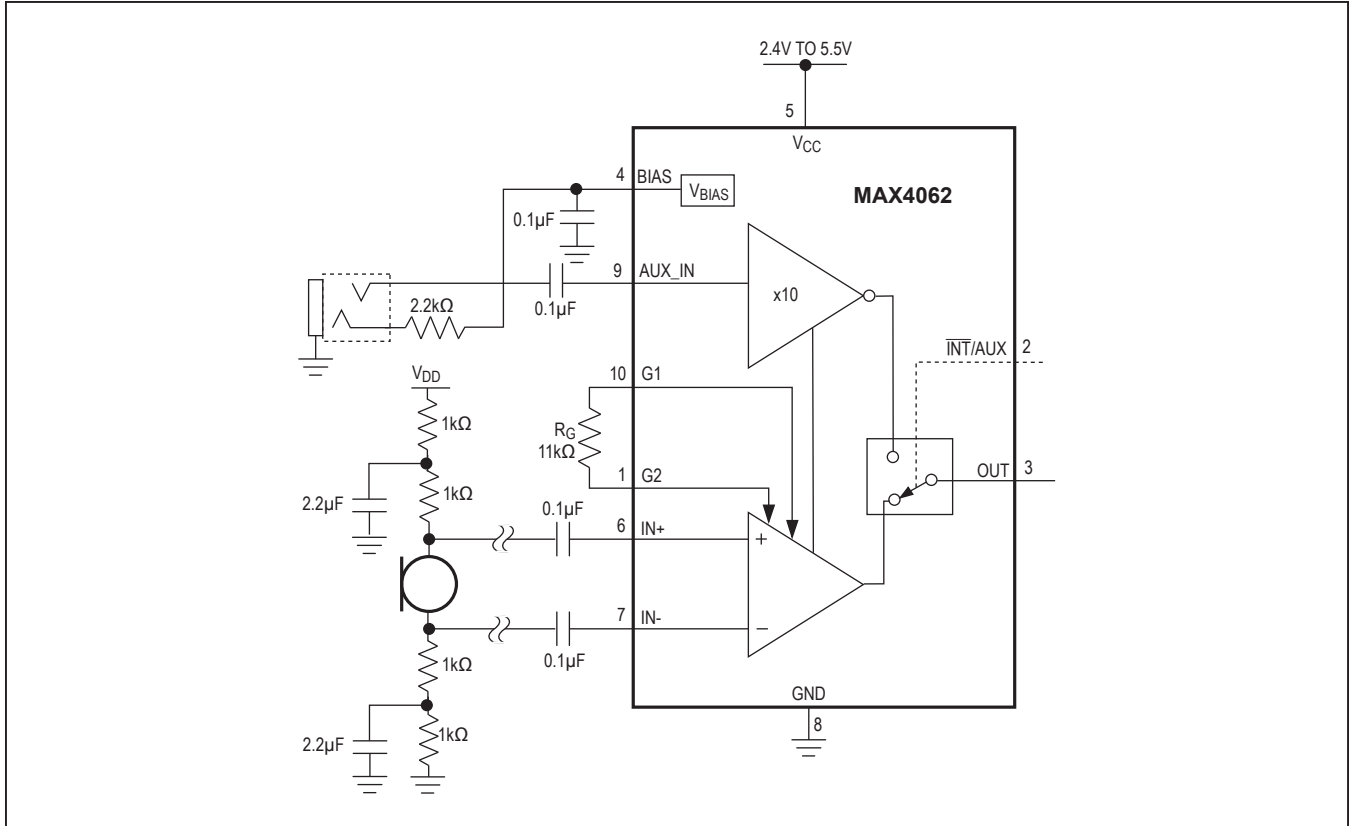 2.4V TO 5.5V
5
VCC
MAX4062
4 BIAS
VBIAS
0.1µF
9 AUX_IN
x10
0.1µF
2.2kΩ
INT/AUX 2
VDD
10 G1
1kΩ
RG
11kΩ
OUT 3
1 G2
1kΩ
2.2µF
0.1µF
6 IN+
+
7 IN-
−
0.1µF
1kΩ
GND
8
1kΩ
2.2µF